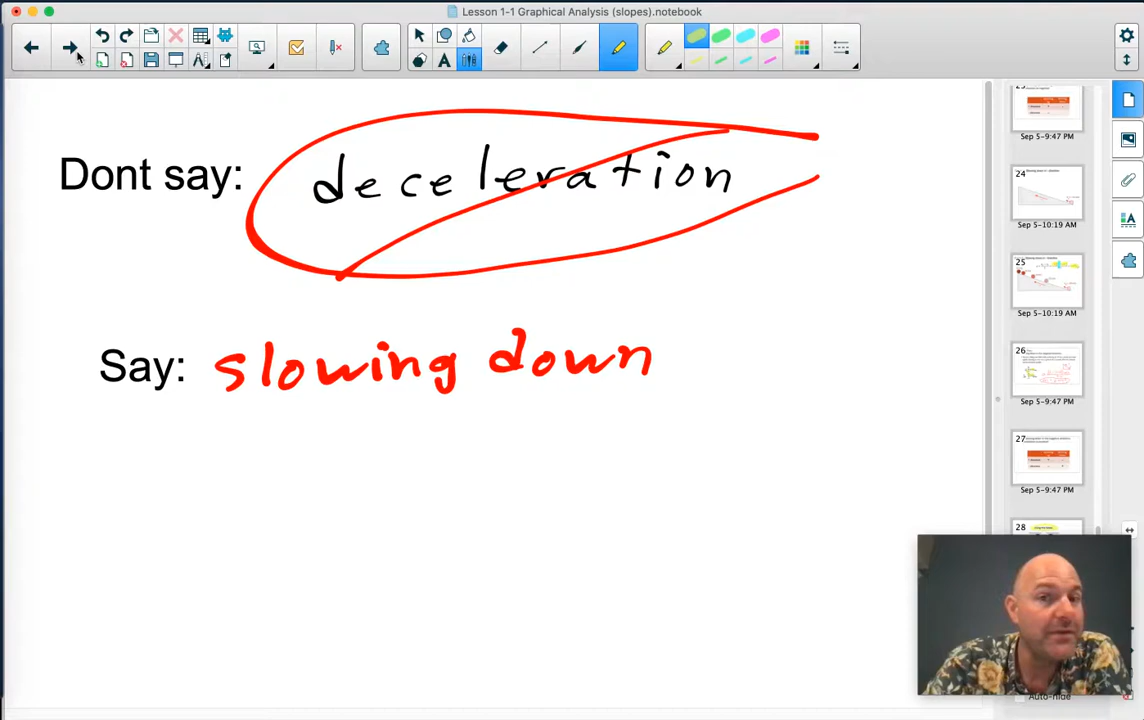 Lesson 1-1 Graphical Analysis (slopes).notebook
Dont say: deceleration
Say: slowing down
Sep 5-9:47 PM
24
Sep 5-10:19 AM
25
Sep 5-10:19 AM
26
Sep 5-9:47 PM
27
Sep 5-9:47 PM
28